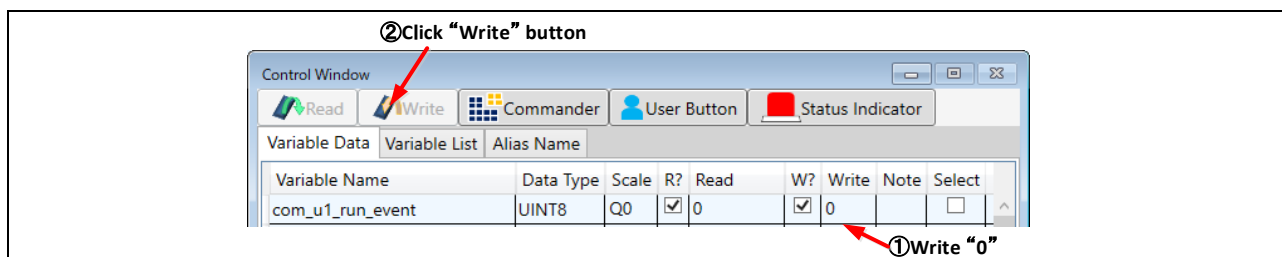 ②Click “Write” button
Control Window
Read Write Commander User Button Status Indicator
Variable Data Variable List Alias Name
Variable Name Data Type Scale R? Read W? Write Note Select
com_u1_run_event UINT8 Q0 0 0
①Write “0”